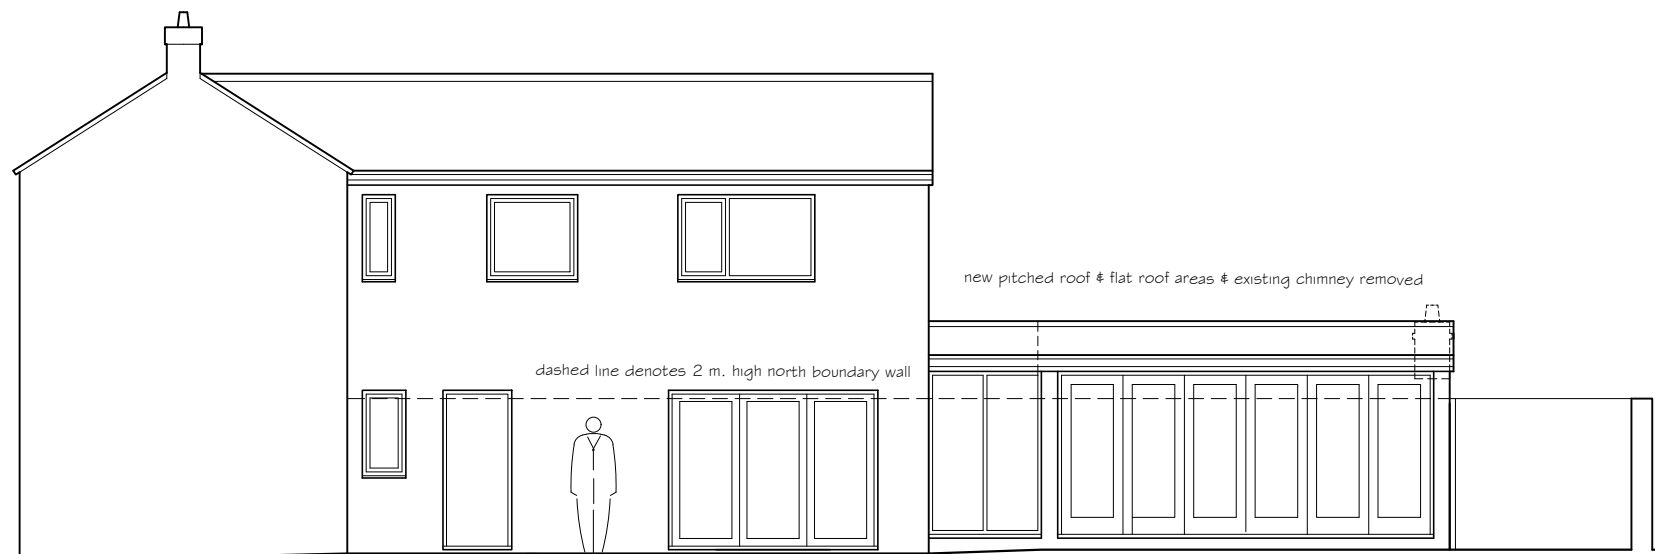 new pitched roof & flat roof areas & existing chimney removed
dashed line denotes 2 m. high north boundary wall